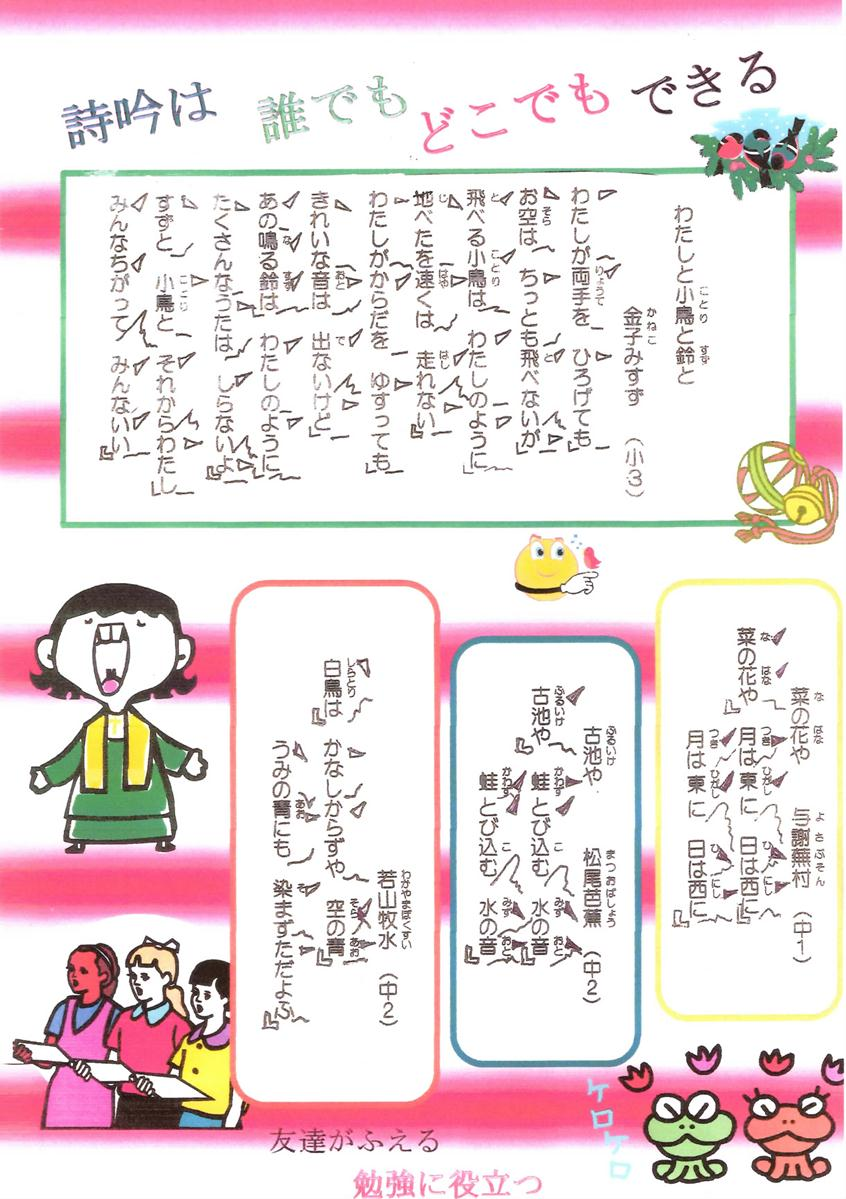 詩吟は 誰でも どこでも できる
わたしと小鳥と鈴と
金子みすず (小3)
わたしが両手を ひろげても
お空は ちっとも飛べないが
飛べる小鳥は わたしのように
地べたを速くは 走れない
わたしがからだを ゆすっても
きれいな音は 出ないけど
あの鳴る鈴は わたしのように
たくさんなうたは しらないよ
すずと 小鳥と それからわたし
みんなちがって みんないい
菜の花や 与謝蕪村 (中1)
菜の花や 月は東に 日は西に
月は東に 日は西に
古池や 松尾芭蕉 (中2)
古池や 蛙とび込む 水の音
蛙とび込む 水の音
若山牧水 (中2)
白鳥は かなしからずや 空の青
うみの青にも 染まずただよふ
ケロケロ
友達がふえる
勉強に役立つ